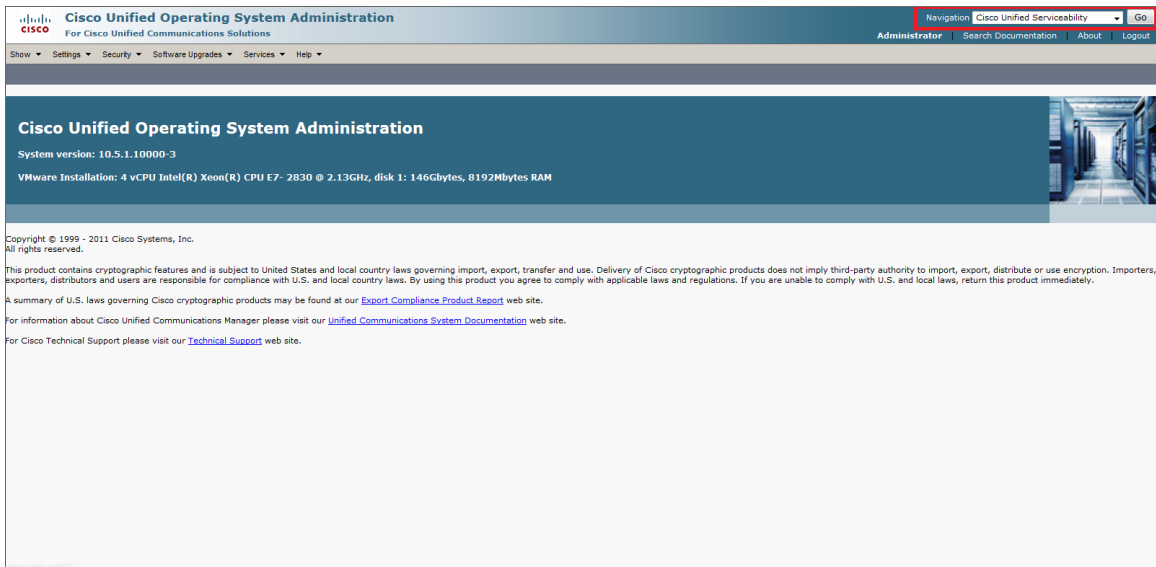 cisco
Cisco Unified Operating System Administration
For Cisco Unified Communications Solutions
Navigation Cisco Unified Serviceability Go
Administrator | Search Documentation | About | Logout
Show Settings Security Software Upgrades Services Help
Cisco Unified Operating System Administration
System version: 10.5.1.10000-3
VMware Installation: 4 vCPU Intel(R) Xeon(R) CPU E7- 2830 @ 2.13GHz, disk 1: 146Gbytes, 8192Mbytes RAM
Copyright © 1999 - 2011 Cisco Systems, Inc.
All rights reserved.
This product contains cryptographic features and is subject to United States and local country laws governing import, export, transfer and use. Delivery of Cisco cryptographic products does not imply third-party authority to import, export, distribute or use encryption. Importers,
exporters, distributors and users are responsible for compliance with U.S. and local country laws. By using this product you agree to comply with applicable laws and regulations. If you are unable to comply with U.S. and local laws, return this product immediately.
A summary of U.S. laws governing Cisco cryptographic products may be found at our Export Compliance Product Report web site.
For information about Cisco Unified Communications Manager please visit our Unified Communications System Documentation web site.
For Cisco Technical Support please visit our Technical Support web site.